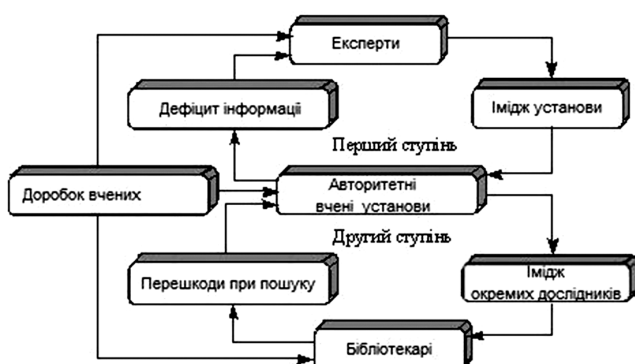 Експерти
Дефіцит інформації
Імідж установи
Перший ступінь
Доробок вчених
Авторитетні
вчені установи
Другий ступінь
Перешкоди при пошуку
Імідж
окремих дослідників
Бібліотекарі